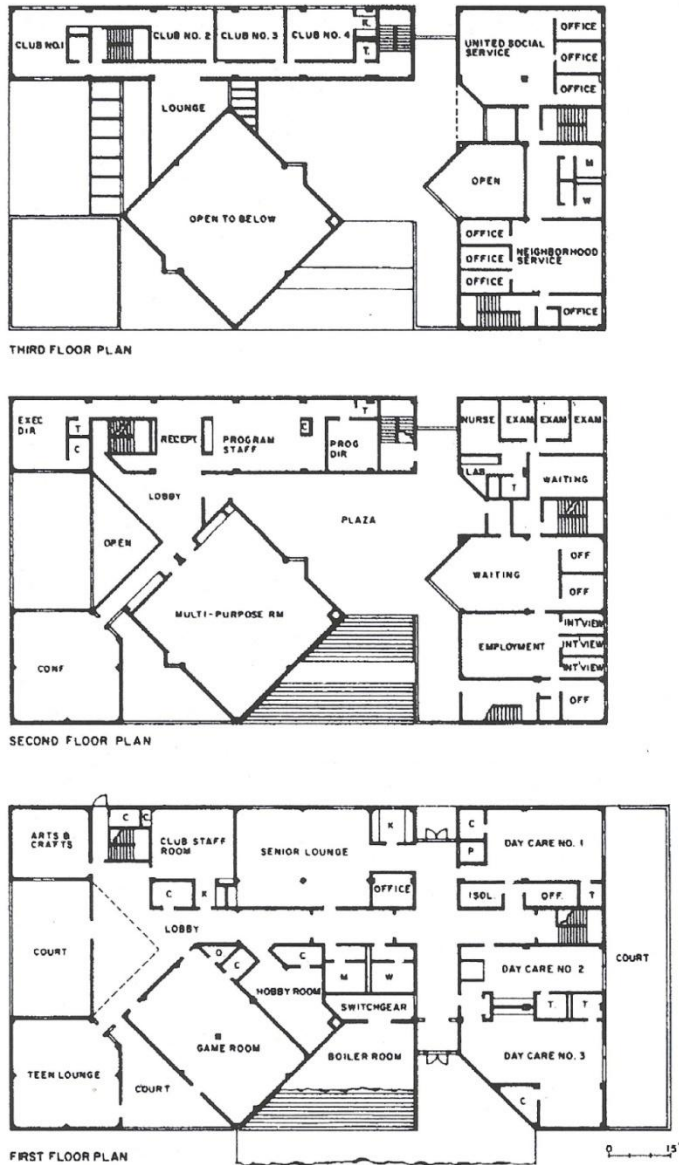 CLUB NO.1
CLUB NO. 2
CLUB NO. 3
CLUB NO. 4
K.
T.
UNITED SOCIAL
SERVICE
OFFICE
OFFICE
OFFICE
LOUNGE
OPEN TO BELOW
OPEN
M
W
OFFICE
OFFICE
OFFICE
NEIGHBORHOOD
SERVICE
OFFICE
THIRD FLOOR PLAN
EXEC
DIR
T
C
RECEPT
PROGRAM
STAFF
C
T
PROG
DIR
NURSE
EXAM
EXAM
EXAM
LAB
T
WAITING
LOBBY
PLAZA
OPEN
WAITING
OFF
OFF
MULTI-PURPOSE RM
CONF
EMPLOYMENT
INT'VIEW
INT'VIEW
INT'VIEW
OFF
SECOND FLOOR PLAN
ARTS &
CRAFTS
C
C
CLUB STAFF
ROOM
SENIOR LOUNGE
K
C
P
DAY CARE NO. 1
C
K
OFFICE
ISOL.
OFF.
T
COURT
LOBBY
O
C
C
HOBBY ROOM
M
W
DAY CARE NO 2
COURT
SWITCHGEAR
T.
T
GAME ROOM
BOILER ROOM
DAY CARE NO. 3
TEEN LOUNGE
COURT
C
FIRST FLOOR PLAN
0 15'